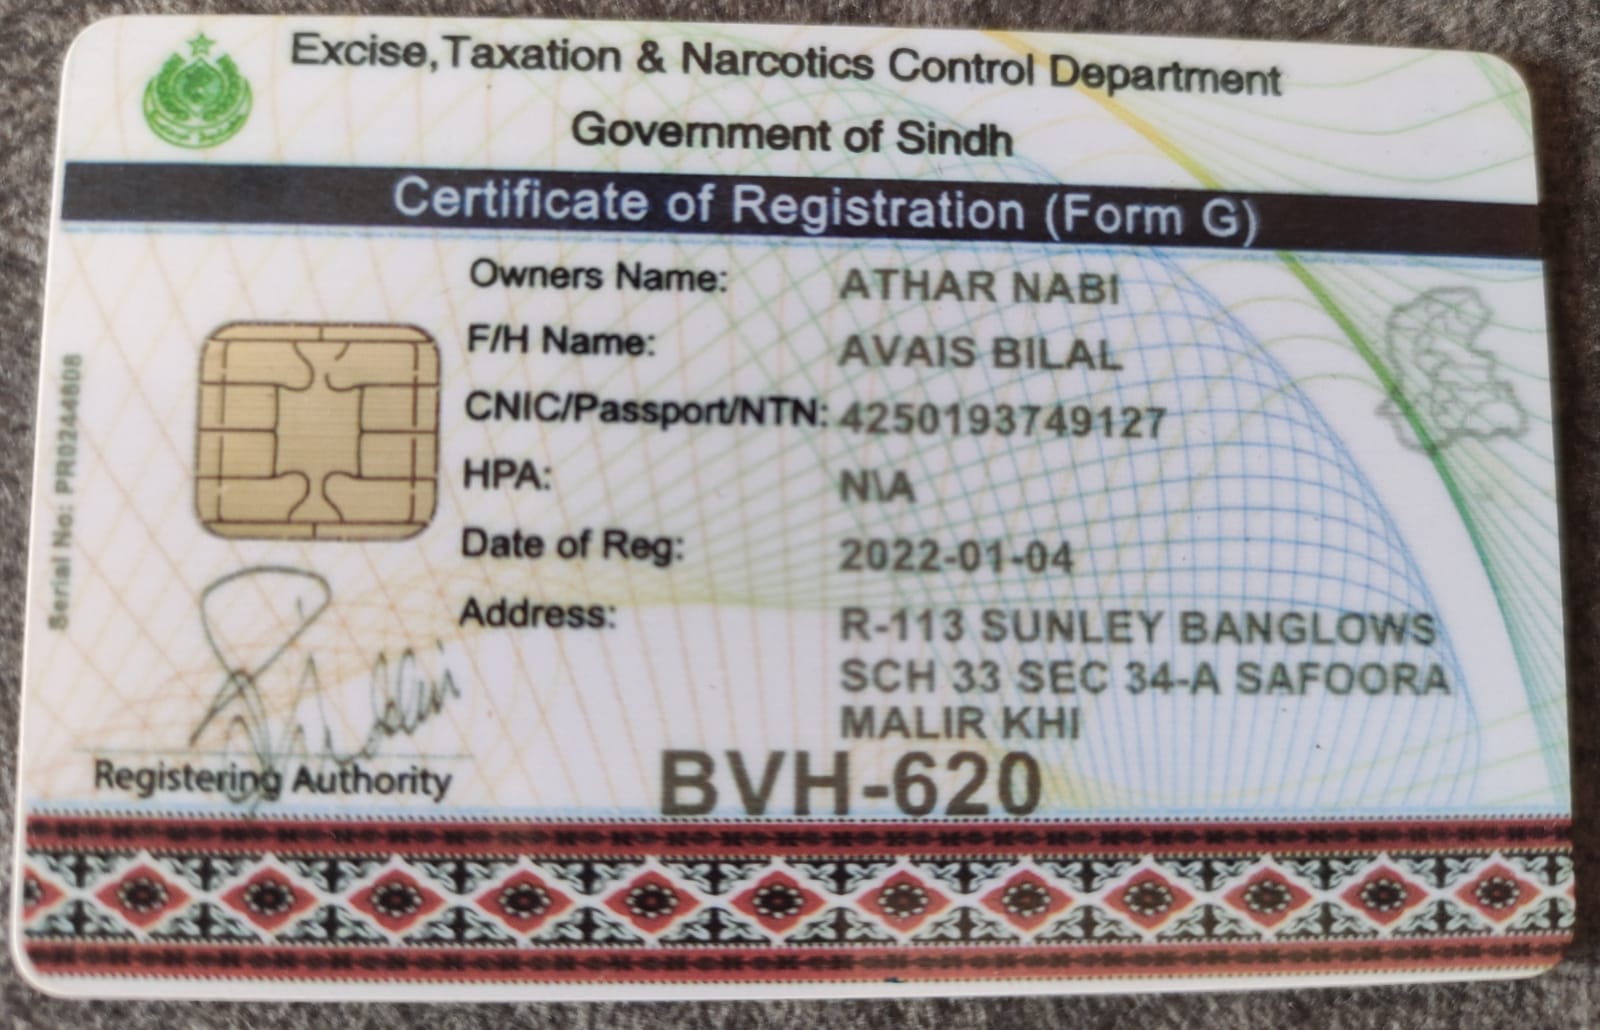 Excise, Taxation & Narcotics Control Department
Government of Sindh
Certificate of Registration (Form G)
Owners Name: ATHAR NABI
F/H Name: AVAIS BILAL
CNIC/Passport/NTN: 4250193749127
HPA: N\A
Date of Reg: 2022-01-04
Address: R-113 SUNLEY BANGLOWS
SCH 33 SEC 34-A SAFOORA
MALIR KHI
BVH-620
Registering Authority
Serial No: PR02444608